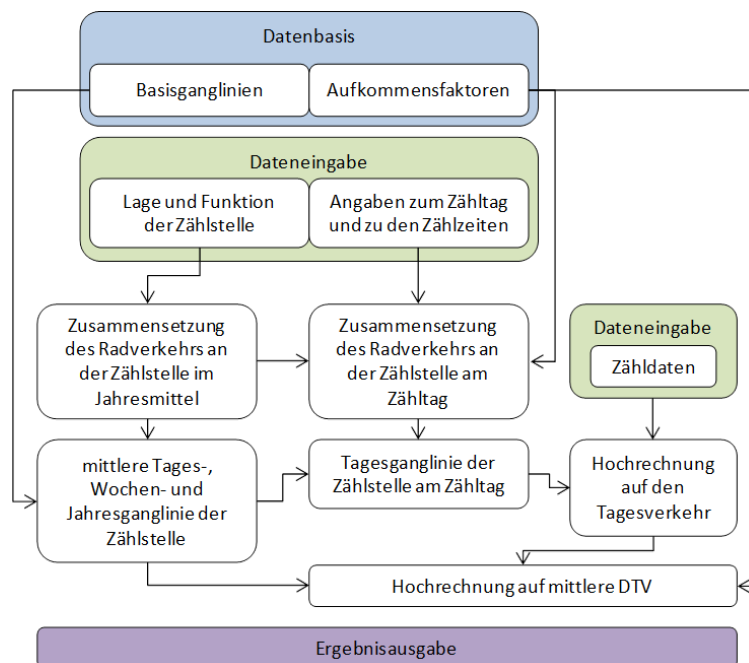 Datenbasis
Basisganglinien
Aufkommensfaktoren
Dateneingabe
Lage und Funktion
der Zählstelle
Angaben zum Zähltag
und zu den Zählzeiten
Zusammensetzung
des Radverkehrs an
der Zählstelle im
Jahresmittel
Zusammensetzung
des Radverkehrs an
der Zählstelle am
Zähltag
Dateneingabe
Zähldaten
mittlere Tages-,
Wochen- und
Jahresganglinie der
Zählstelle
Tagesganglinie der
Zählstelle am Zähltag
Hochrechnung
auf den
Tagesverkehr
Hochrechnung auf mittlere DTV
Ergebnisausgabe